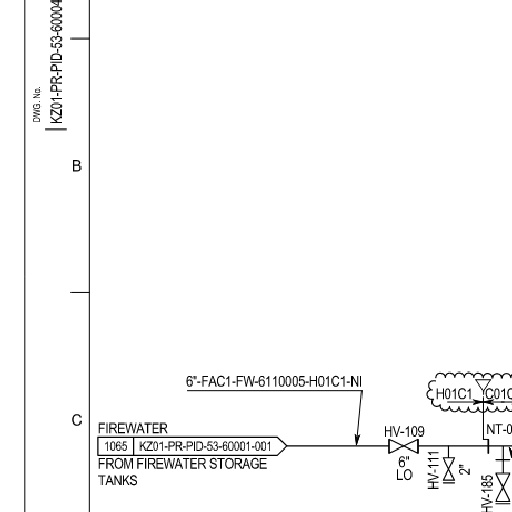 DWG. No.
KZ01-PR-PID-53-60004
B
C
6"-FAC1-FW-6110005-H01C1-NI
H01C1
C01C
FIREWATER
1065 KZ01-PR-PID-53-60001-001
FROM FIREWATER STORAGE
TANKS
HV-109
6"
LO
HV-111
2"
NT-0
HV-185